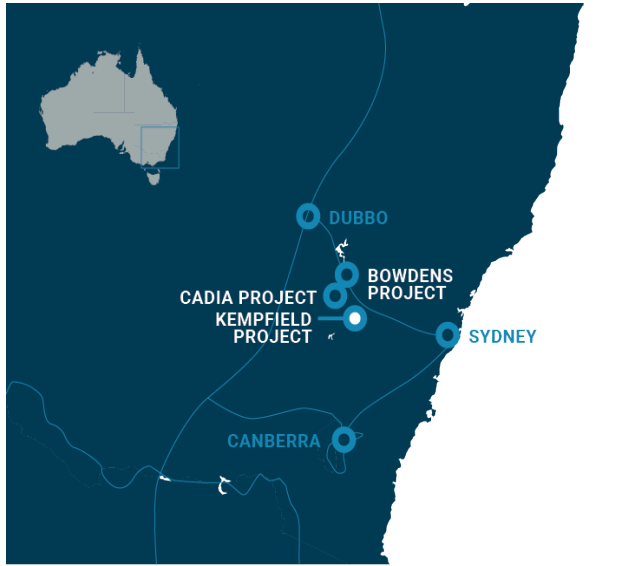 DUBBO
BOWDENS
PROJECT
CADIA PROJECT
KEMPFIELD
PROJECT
SYDNEY
CANBERRA